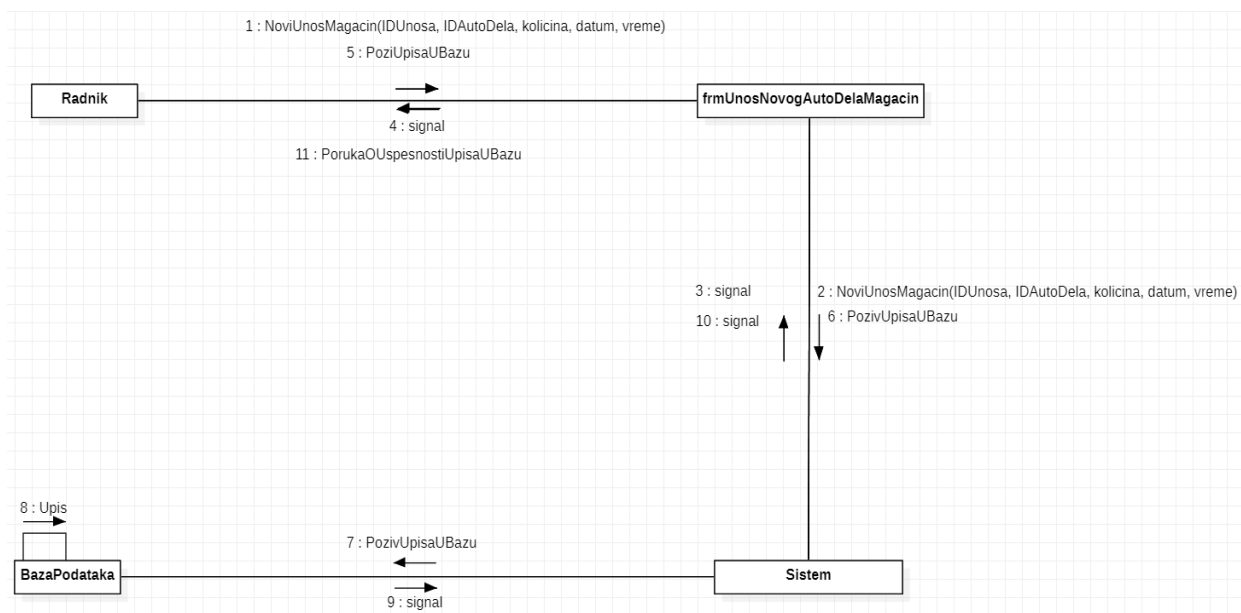 1 : NoviUnosMagacin(IDUnosa, IDAutoDela, kolicina, datum, vreme)
5 : PoziUpisaUBazu
Radnik
frmUnosNovogAutoDelaMagacin
4 : signal
11 : PorukaOUspesnostiUpisaUBazu
3 : signal
2 : NoviUnosMagacin(IDUnosa, IDAutoDela, kolicina, datum, vreme)
10 : signal
6 : PozivUpisaUBazu
8 : Upis
7 : PozivUpisaUBazu
BazaPodataka
Sistem
9 : signal